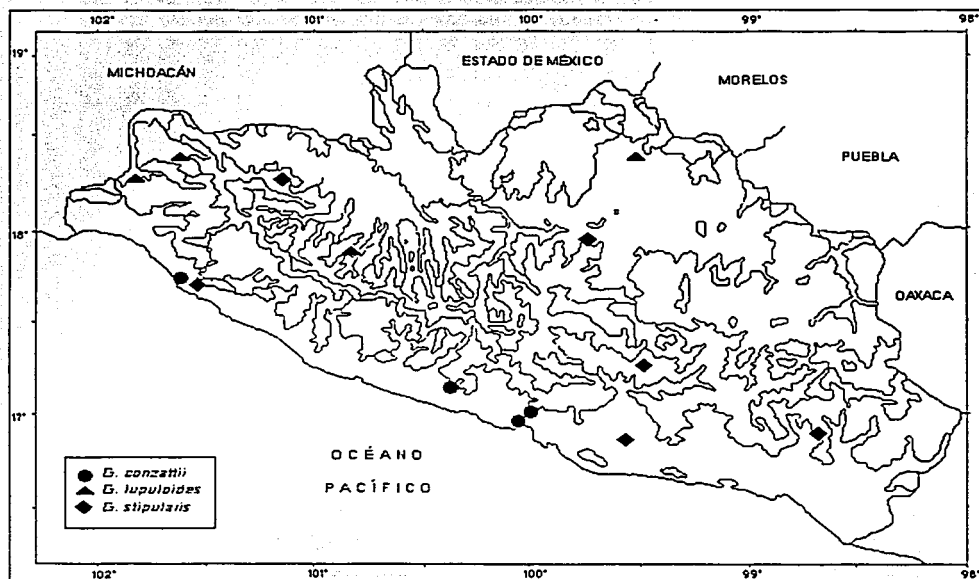 102° 101° 100° 99° 98°
19°
MICHOACÁN
ESTADO DE MÉXICO
MORELOS
PUEBLA
18°
OAXACA
17°
OCÉANO
PACÍFICO
G. conzattii
G. lupuloides
G. stipularis
102° 101° 100° 99° 98°